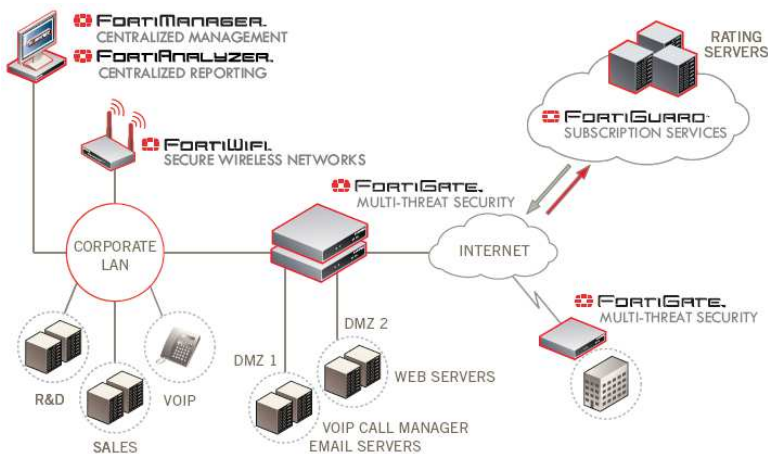 FORTIMANAGER
CENTRALIZED MANAGEMENT
FORTIANALYZER
CENTRALIZED REPORTING
RATING
SERVERS
FORTIGUARD
SUBSCRIPTION SERVICES
FORTIWIFI
SECURE WIRELESS NETWORKS
FORTIGATE
MULTI-THREAT SECURITY
CORPORATE
LAN
INTERNET
FORTIGATE
MULTI-THREAT SECURITY
DMZ 2
DMZ 1
WEB SERVERS
R&D
VOIP
SALES
VOIP CALL MANAGER
EMAIL SERVERS